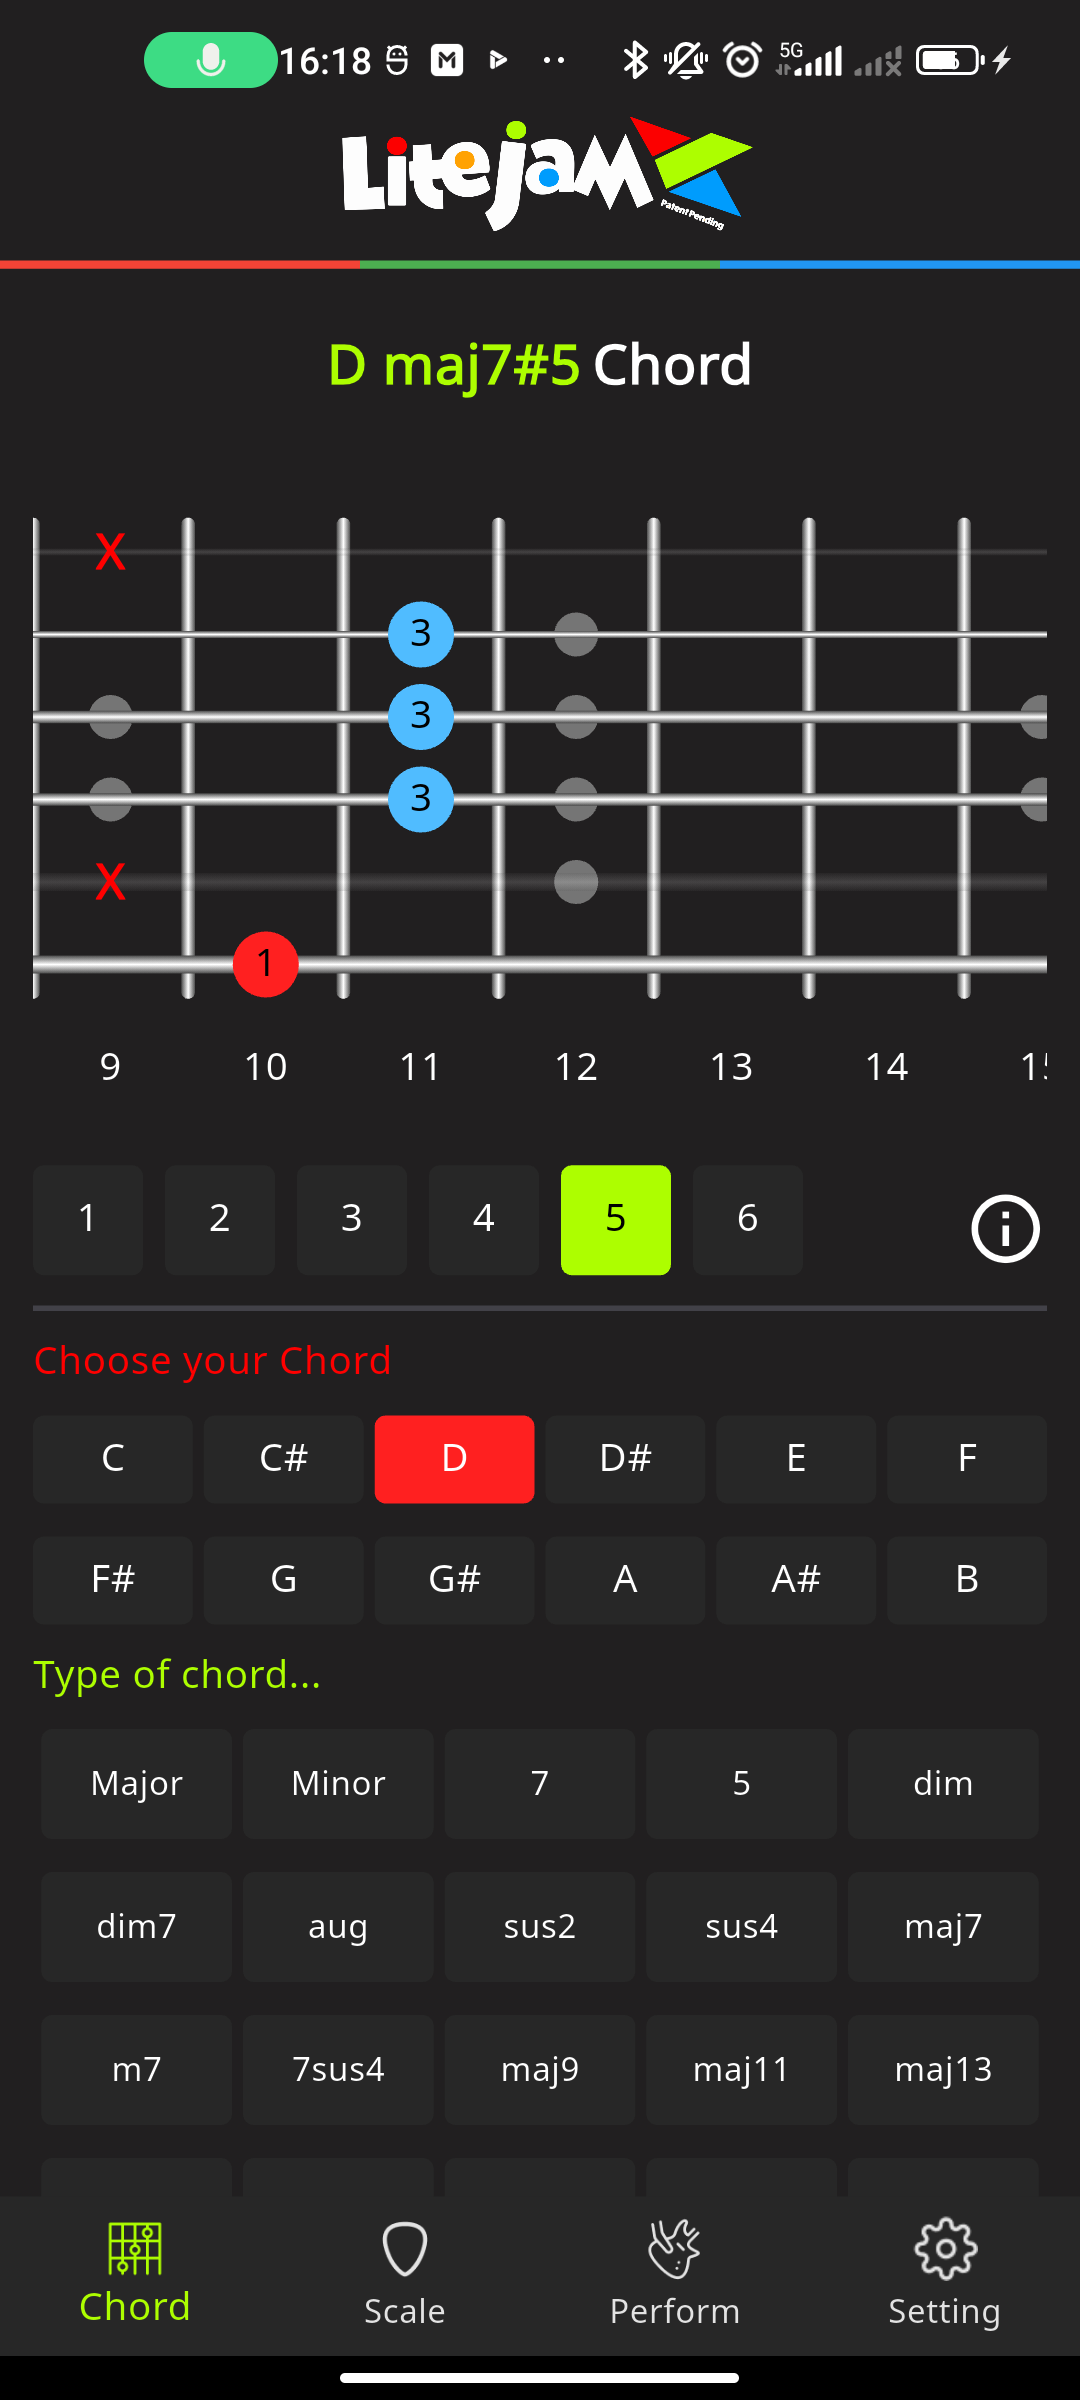 16:18
5G
LiteJam
Patent Pending
D maj7#5 Chord
X
3
3
3
X
1
9 10 11 12 13 14
1 2 3 4 5 6
Choose your Chord
C C# D D# E F
F# G G# A A# B
Type of chord...
Major Minor 7 5 dim
dim7 aug sus2 sus4 maj7
m7 7sus4 maj9 maj11 maj13
Chord Scale Perform Setting